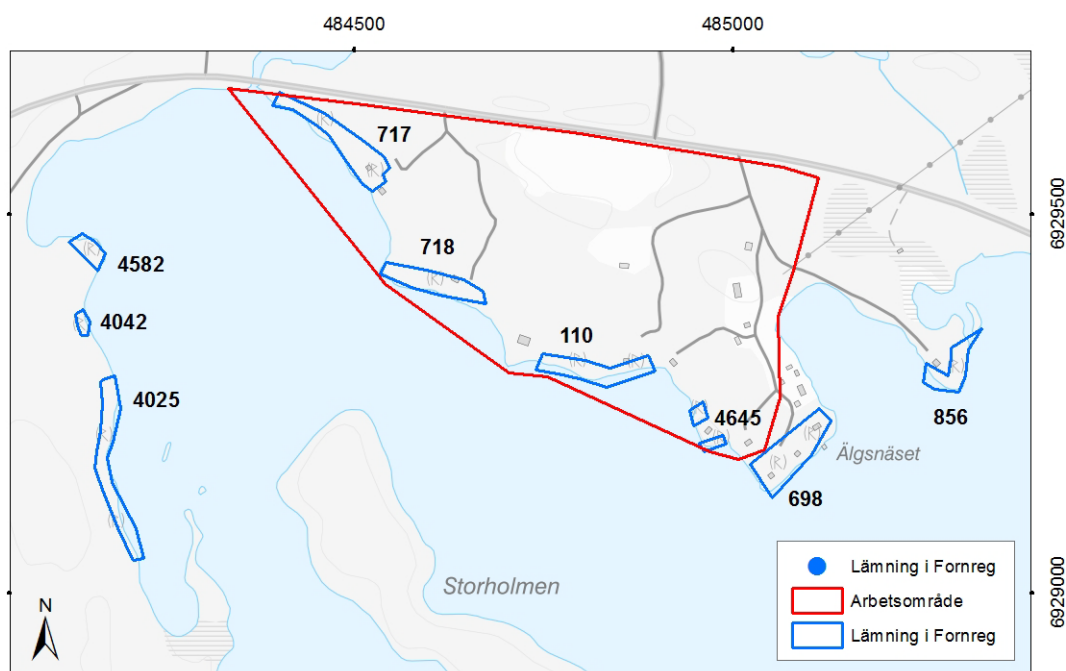 484500
485000
717
6929500
718
4582
4042
110
4025
4645
856
Älgsnäset
698
Storholmen
Lämning i Fornreg
Arbetsområde
Lämning i Fornreg
6929000
N
(R)
(R)
(R)
(R)
(R)
(R)
(R)
(R)
(R)
(R)
(R)
(R)
(R)